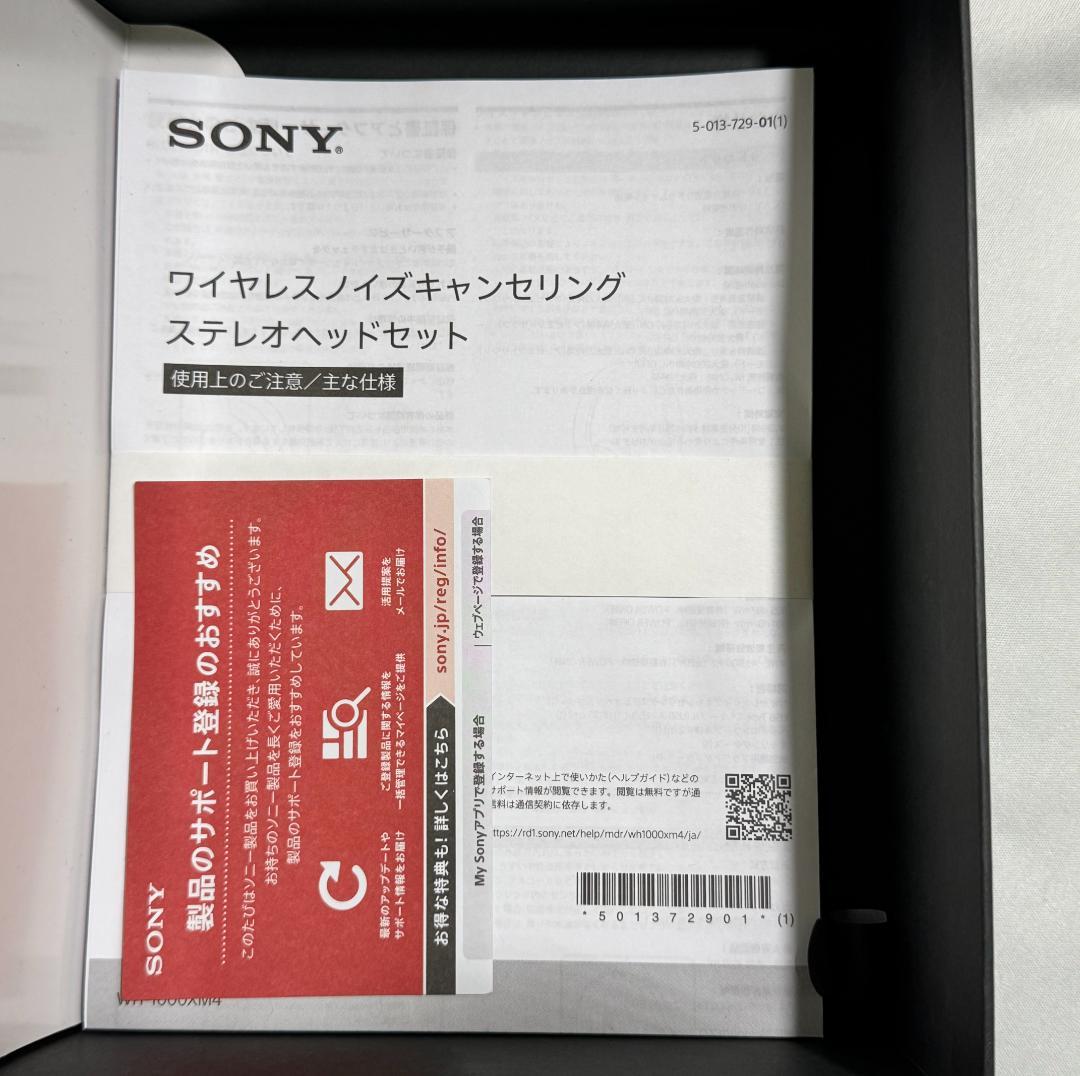 SONY®
5-013-729-01(1)
ワイヤレスノイズキャンセリング
ステレオヘッドセット
使用上のご注意／主な仕様
SONY
製品のサポート登録のおすすめ
このたびはソニー製品をお買い上げいただき、誠にありがとうございます。
お持ちのソニー製品を長くご愛用いただくために、
製品のサポート登録をおすすめしています。
最新のアップデートや
サポート情報をお届け
ご登録製品に関する情報を
一括管理できるマイページをご提供
活用提案を
メールでお届け
お得な特典も！詳しくはこちら
sony.jp/reg/info/
My Sonyアプリで登録する場合
ウェブページで登録する場合
インターネット上で使いかた（ヘルプガイド）などの
サポート情報が閲覧できます。閲覧は無料ですが通
信料は通信契約に依存します。
ttps://rd1.sony.net/help/mdr/wh1000xm4/ja/
*501372901* (1)
WH-1000XM4